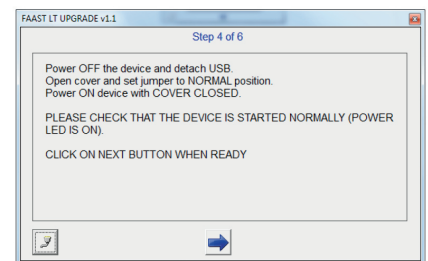 FAAST LT UPGRADE v1.1
Step 4 of 6
Power OFF the device and detach USB.
Open cover and set jumper to NORMAL position.
Power ON device with COVER CLOSED.
PLEASE CHECK THAT THE DEVICE IS STARTED NORMALLY (POWER
LED IS ON).
CLICK ON NEXT BUTTON WHEN READY